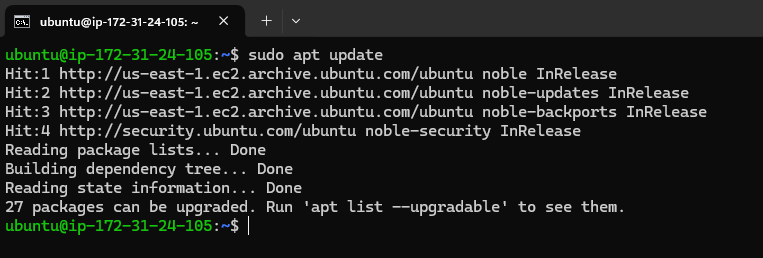 ubuntu@ip-172-31-24-105: ~
ubuntu@ip-172-31-24-105:~$ sudo apt update
Hit:1 http://us-east-1.ec2.archive.ubuntu.com/ubuntu noble InRelease
Hit:2 http://us-east-1.ec2.archive.ubuntu.com/ubuntu noble-updates InRelease
Hit:3 http://us-east-1.ec2.archive.ubuntu.com/ubuntu noble-backports InRelease
Hit:4 http://security.ubuntu.com/ubuntu noble-security InRelease
Reading package lists... Done
Building dependency tree... Done
Reading state information... Done
27 packages can be upgraded. Run 'apt list --upgradable' to see them.
ubuntu@ip-172-31-24-105:~$